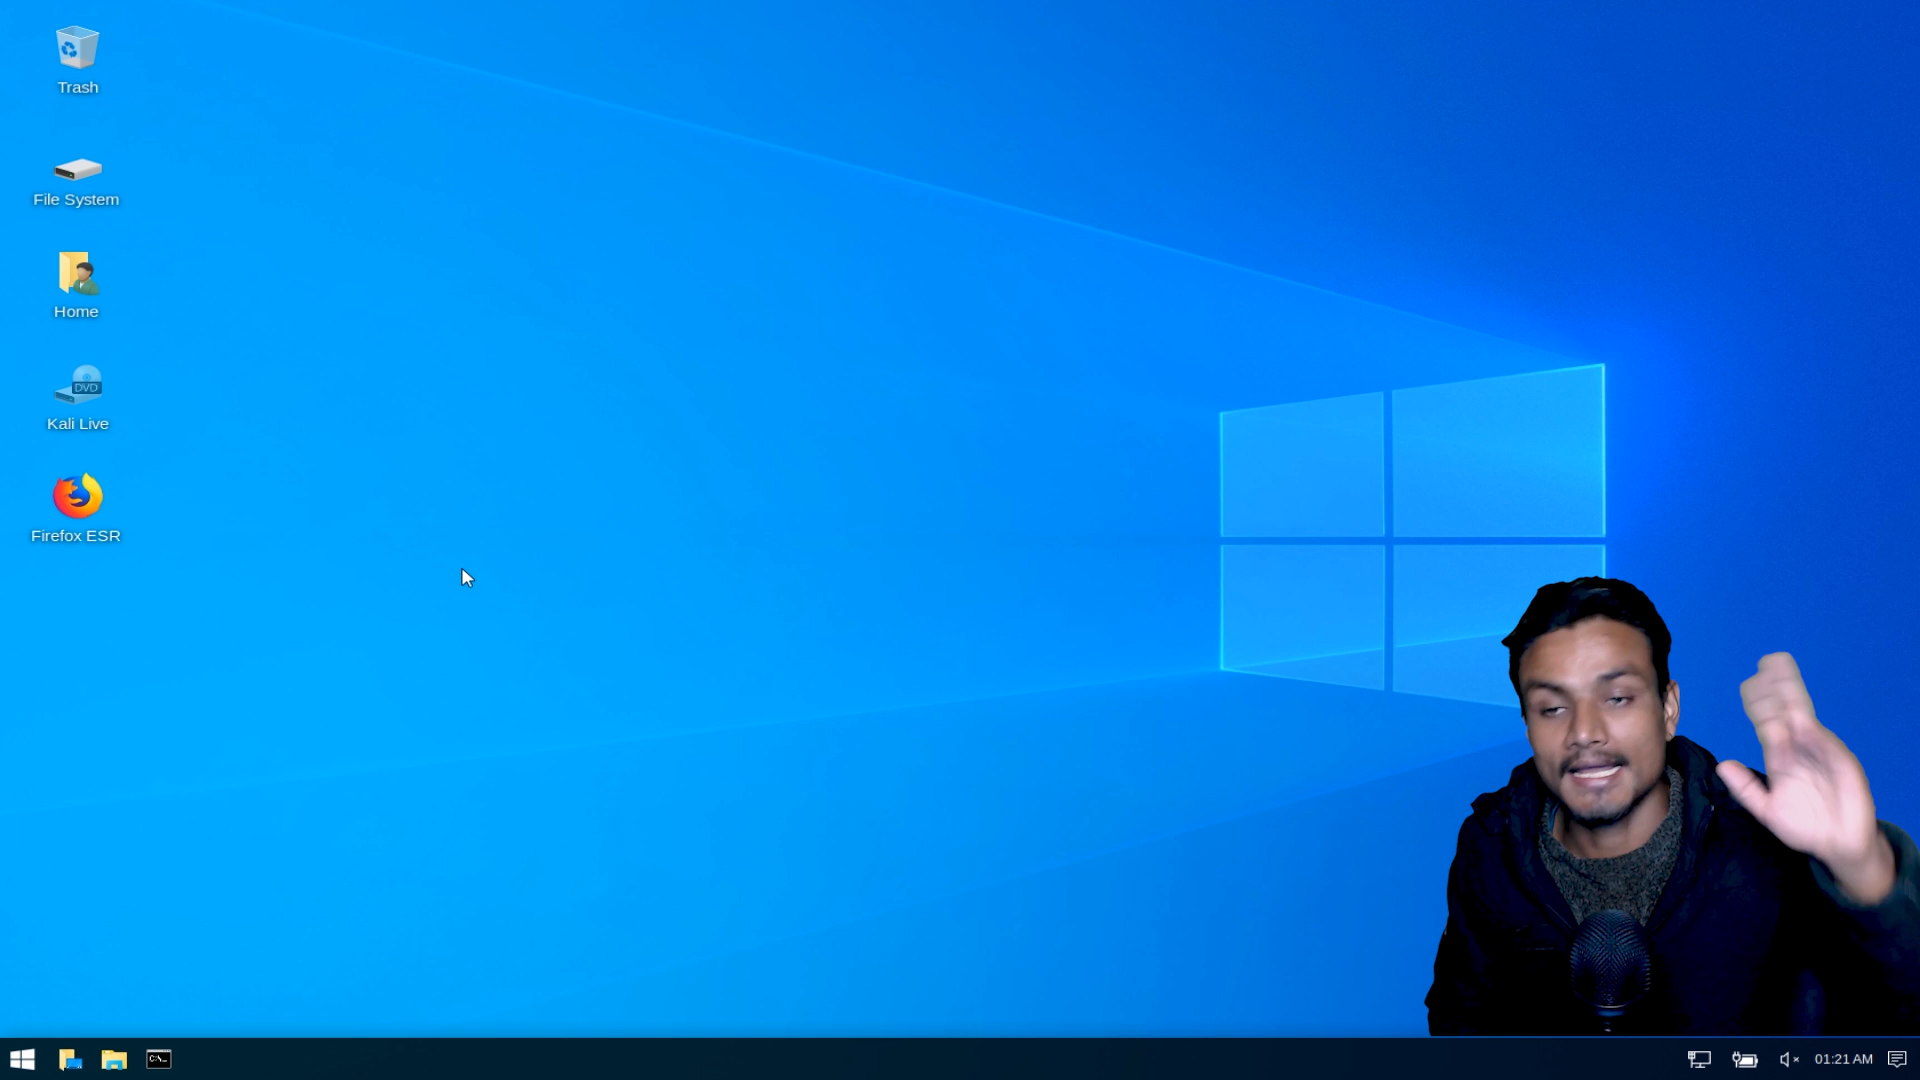 Trash
File System
Home
DVD
Kali Live
Firefox ESR
C:\_
01:21 AM